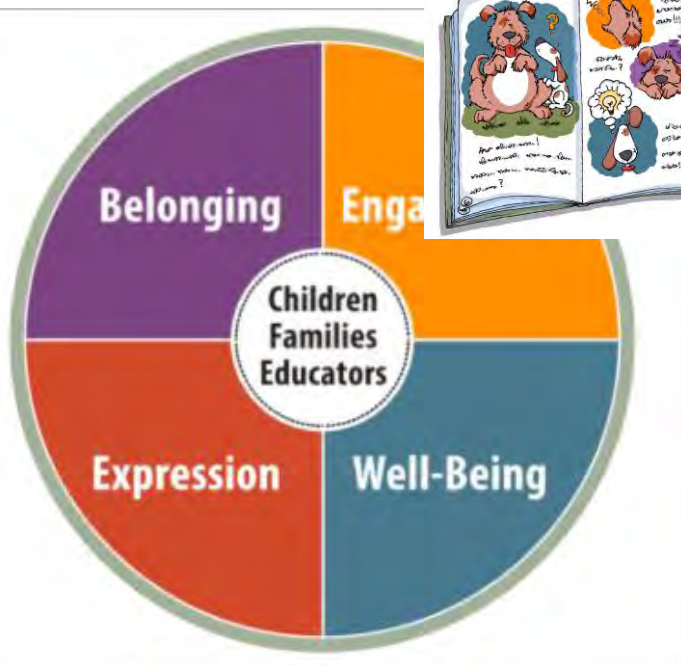 Belonging
Enga
Children
Families
Educators
Expression
Well-Being
?